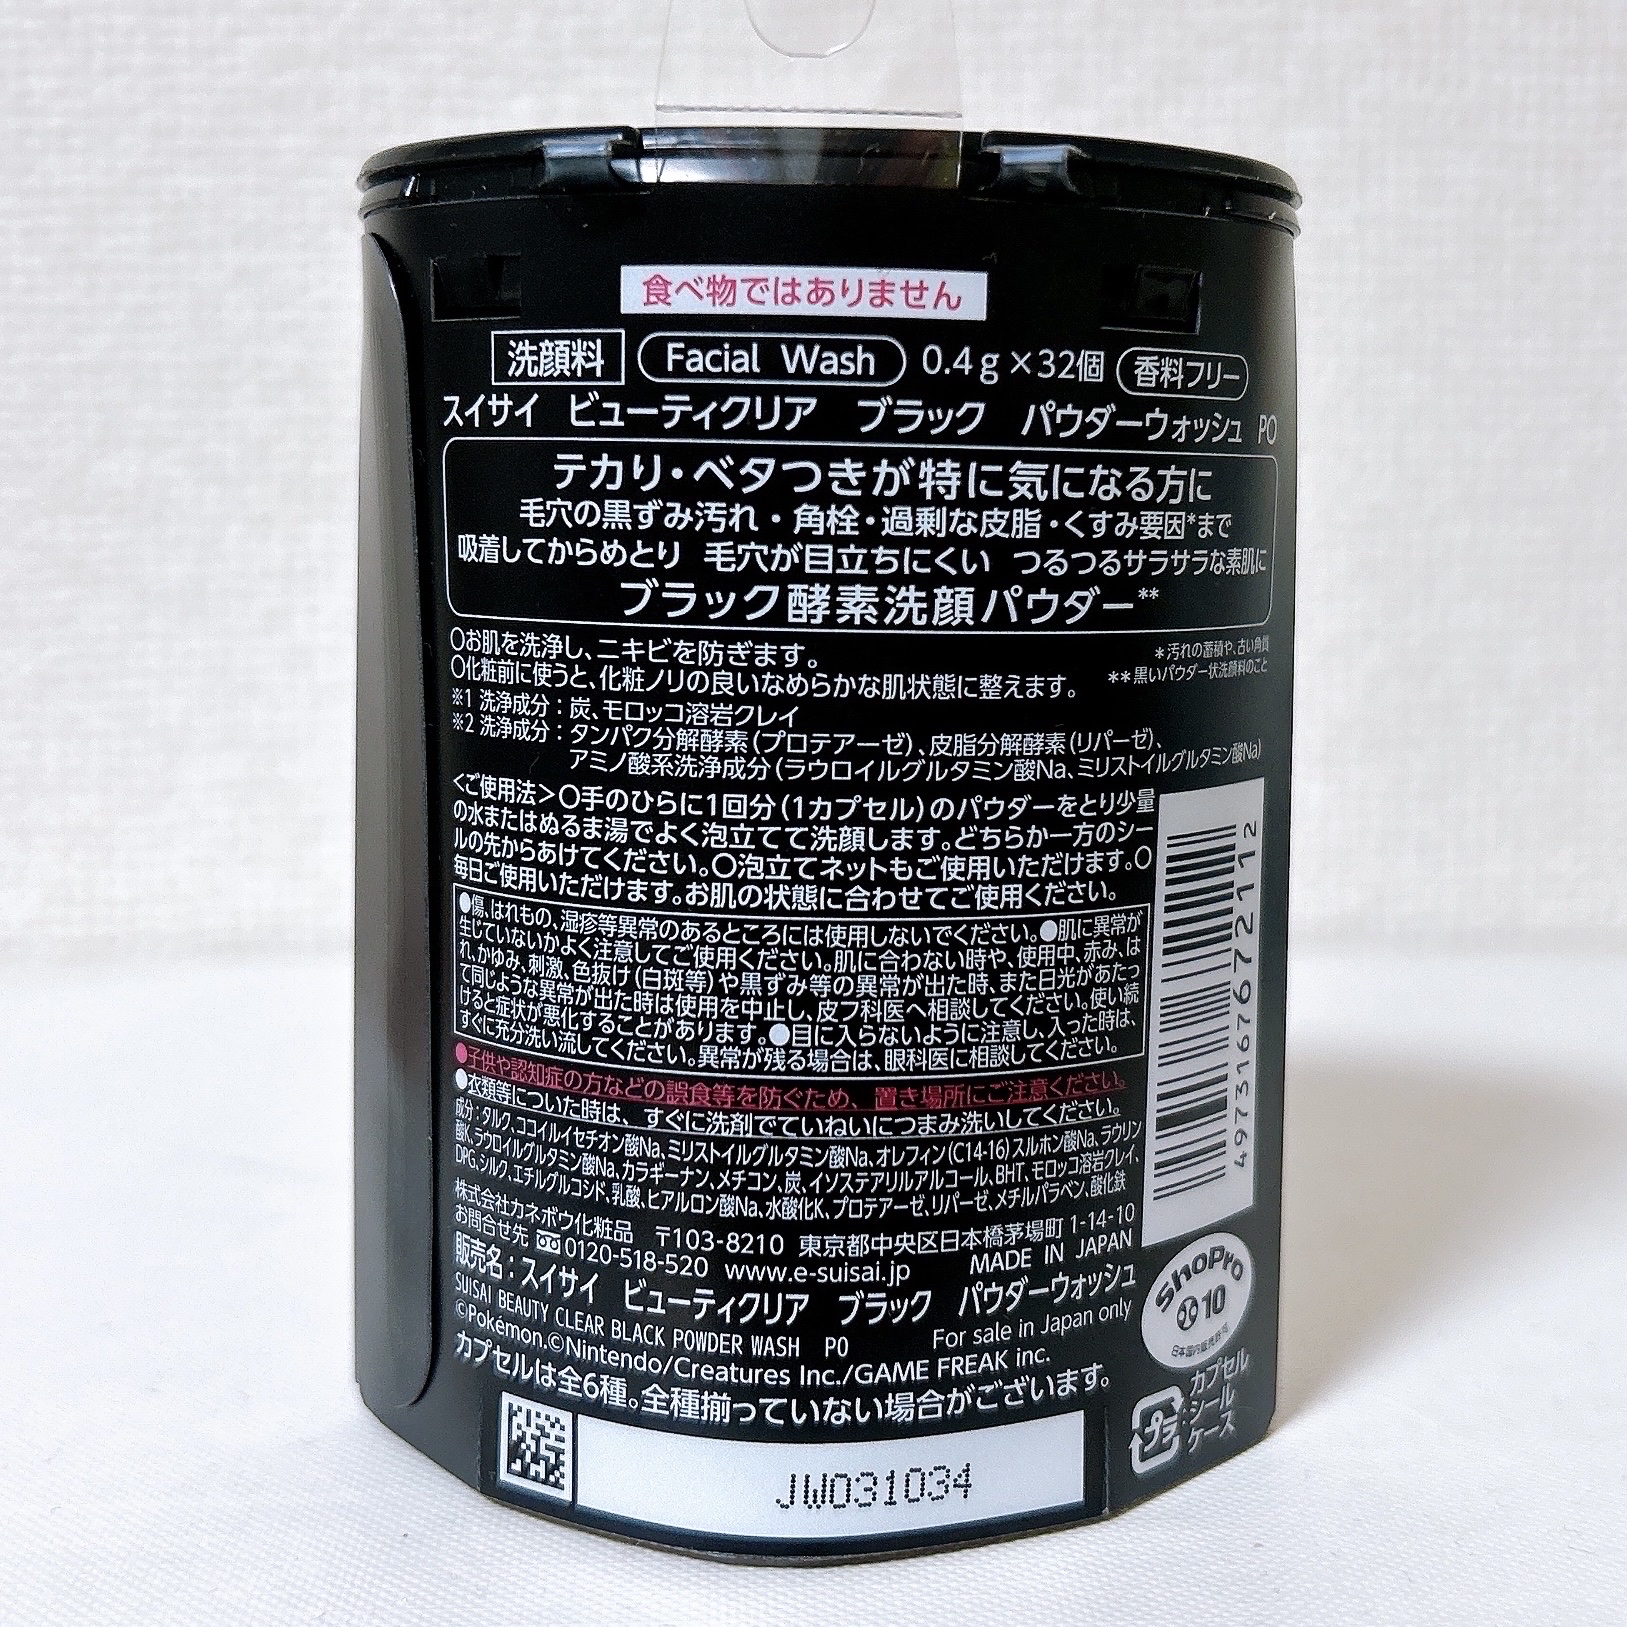 食べ物ではありません
洗顔料 Facial Wash 0.4g×32個 香料フリー
スイサイ ビューティクリア ブラック パウダーウォッシュ PO
テカリ・ベタつきが特に気になる方に
毛穴の黒ずみ汚れ・角栓・過剰な皮脂・くすみ要因*まで
吸着してからめとり 毛穴が目立ちにくい つるつるサラサラな素肌に
ブラック酵素洗顔パウダー**
○お肌を洗浄し、ニキビを防ぎます。
*汚れの蓄積や、古い角質
○化粧前に使うと、化粧ノリの良いなめらかな肌状態に整えます。
**黒いパウダー状洗顔料のこと
※1 洗浄成分：炭、モロッコ溶岩クレイ
※2 洗浄成分：タンパク分解酵素(プロテアーゼ)、皮脂分解酵素(リパーゼ)、
アミノ酸系洗浄成分(ラウロイルグルタミン酸Na、ミリストイルグルタミン酸Na)
<ご使用法>○手のひらに1回分(1カプセル)のパウダーをとり少量
の水またはぬるま湯でよく泡立てて洗顔します。どちらか一方のシー
ルの先からあけてください。○泡立てネットもご使用いただけます。○
毎日ご使用いただけます。お肌の状態に合わせてご使用ください。
●傷、はれもの、湿疹等異常のあるところには使用しないでください。●肌に異常が
生じていないかよく注意してご使用ください。肌に合わない時や、使用中、赤み、は
れ、かゆみ、刺激、色抜け(白斑等)や黒ずみ等の異常が出た時、また日光があたっ
て同じような異常が出た時は使用を中止し、皮フ科医へ相談してください。使い続
けると症状が悪化することがあります。●目に入らないように注意し、入った時は、
すぐに充分洗い流してください。異常が残る場合は、眼科医に相談してください。
●子供や認知症の方などの誤食等を防ぐため、置き場所にご注意ください。
●衣類等についた時は、すぐに洗剤でていねいにつまみ洗いしてください。
成分：タルク、ココイルイセチオン酸Na、ミリストイルグルタミン酸Na、オレフィン(C14-16)スルホン酸Na、ラウリン
酸K、ラウロイルグルタミン酸Na、カラギーナン、メチコン、炭、イソステアリルアルコール、BHT、モロッコ溶岩クレイ、
DPG、シルク、エチルグルコシド、乳酸、ヒアルロン酸Na、水酸化K、プロテアーゼ、リパーゼ、メチルパラベン、酸化鉄
株式会社カネボウ化粧品 〒103-8210 東京都中央区日本橋茅場町1-14-10
お問合せ先 0120-518-520 www.e-suisai.jp MADE IN JAPAN
販売名：スイサイ ビューティクリア ブラック パウダーウォッシュ
SUISAI BEAUTY CLEAR BLACK POWDER WASH PO For sale in Japan only
©Pokémon.©Nintendo/Creatures Inc./GAME FREAK inc.
カプセルは全6種。全種揃っていない場合がございます。
JW031034
4973167672112
ShoPro
10
プラ
カプセル
シール
ケース